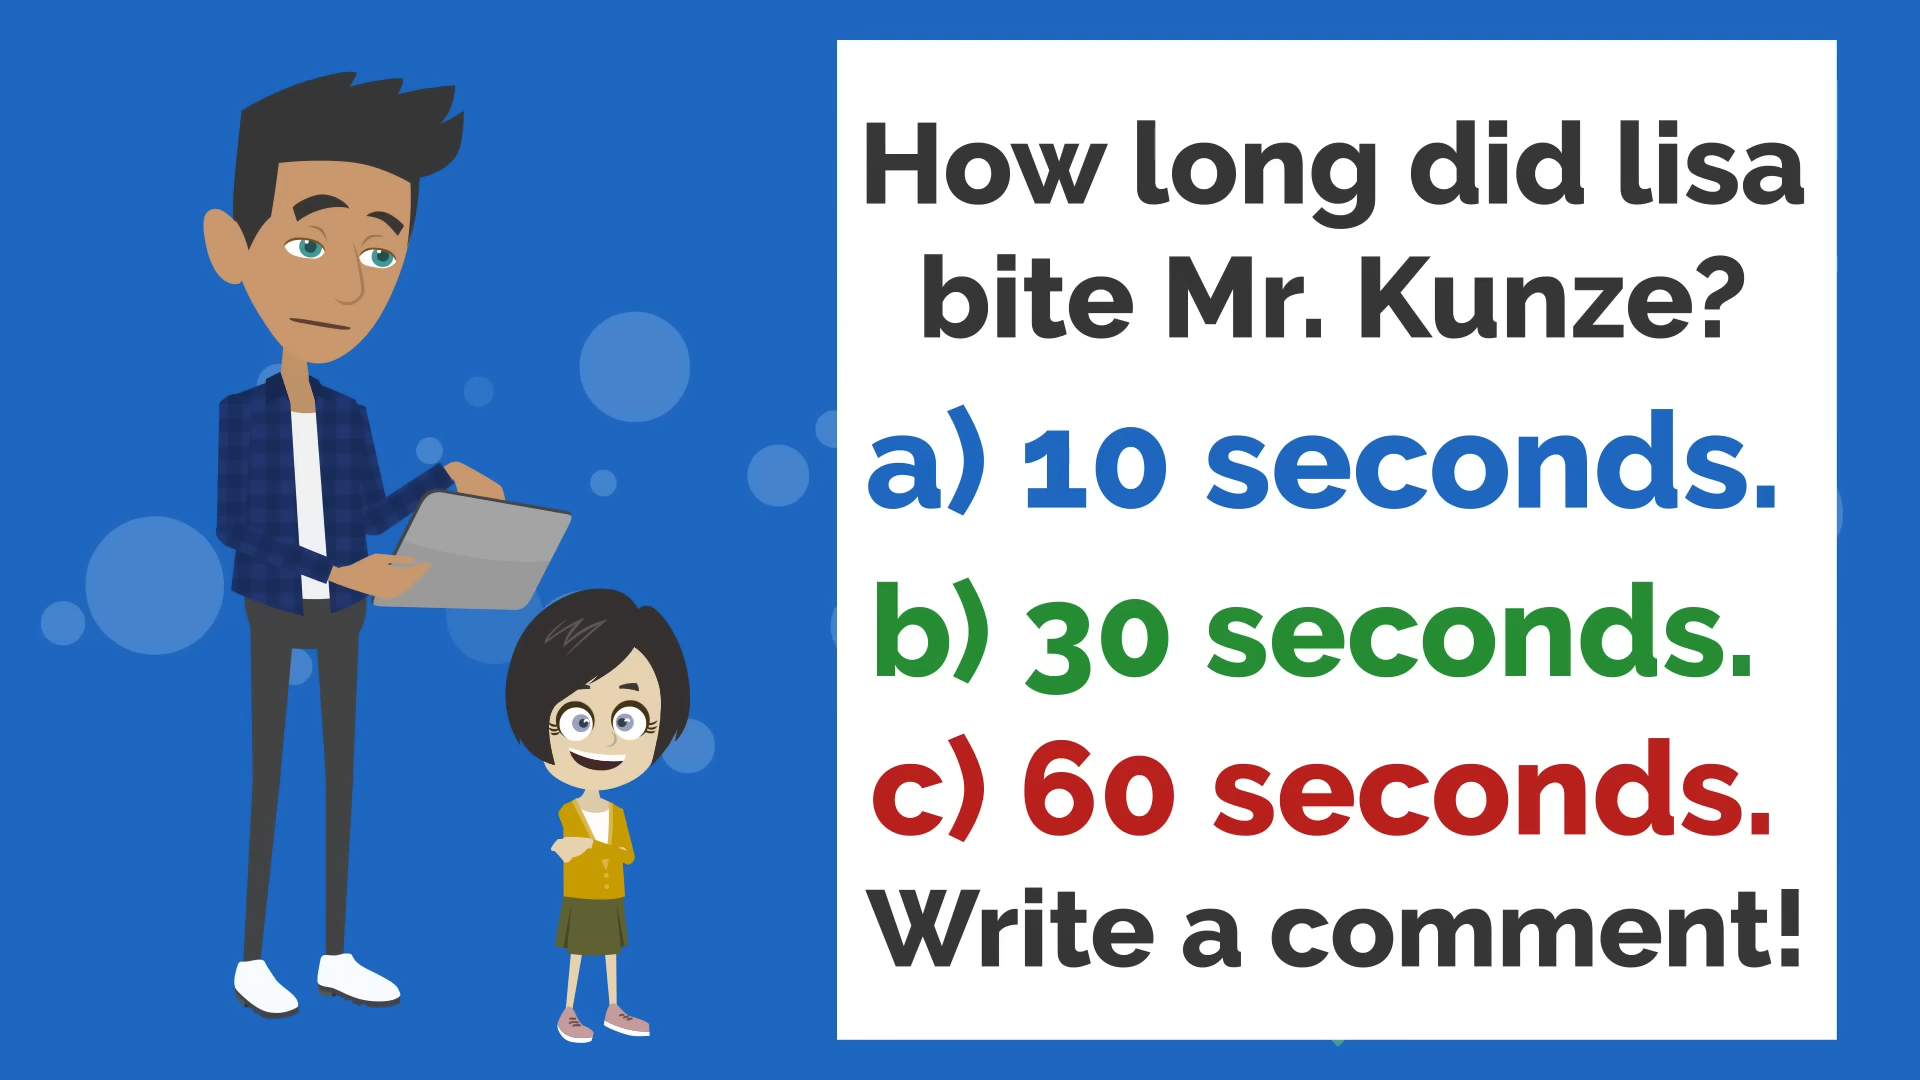 How long did lisa
bite Mr. Kunze?
a) 10 seconds.
b) 30 seconds.
c) 60 seconds.
Write a comment!